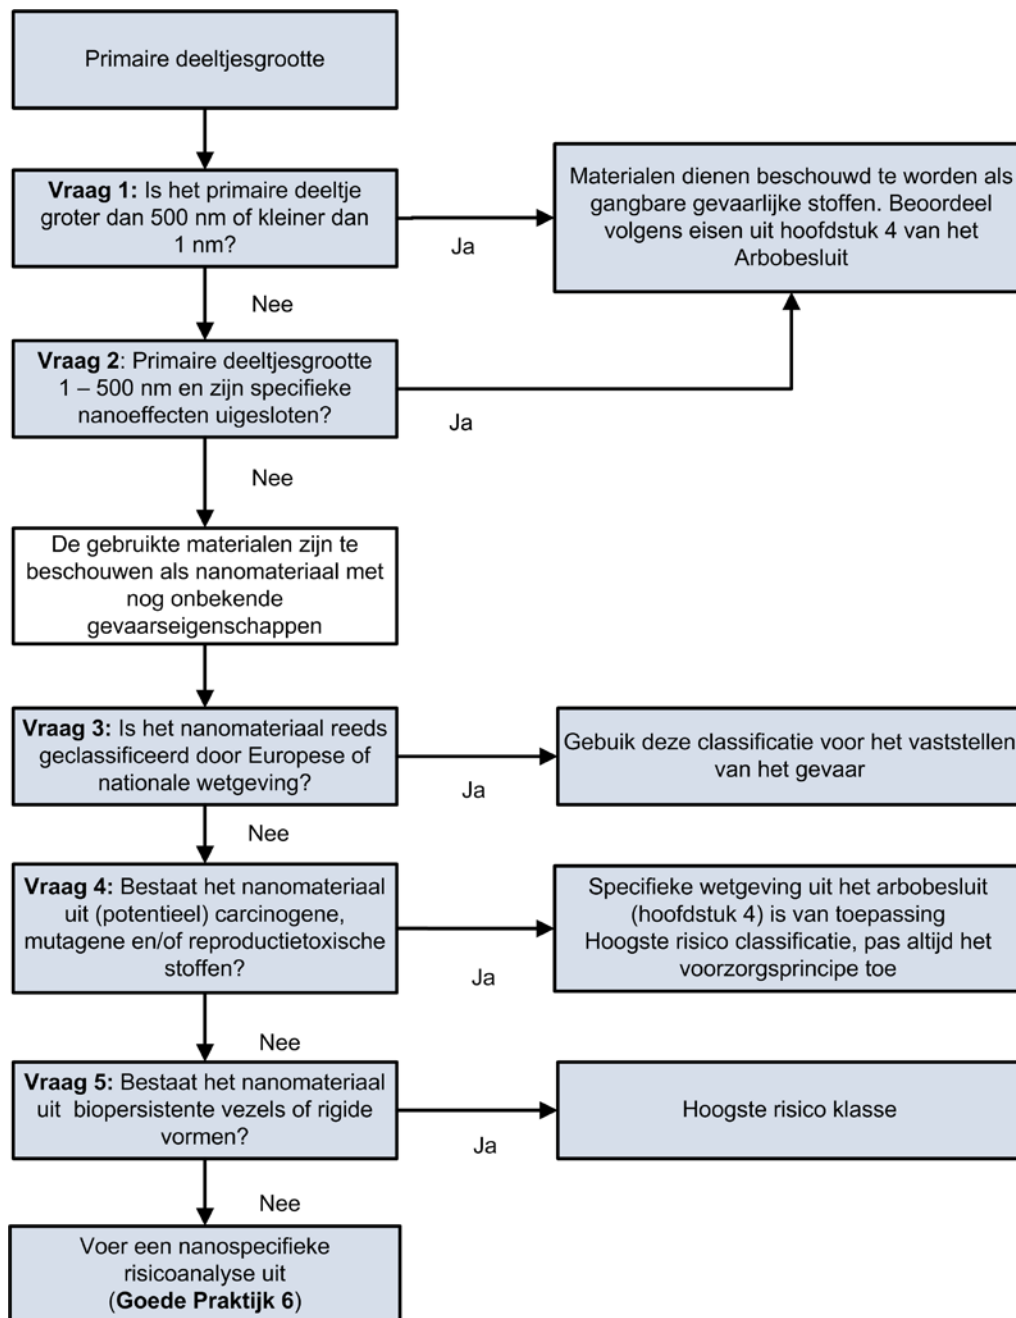 Primaire deeltjesgrootte
Vraag 1: Is het primaire deeltje
groter dan 500 nm of kleiner dan
1 nm?
Ja
Materialen dienen beschouwd te worden als
gangbare gevaarlijke stoffen. Beoordeel
volgens eisen uit hoofdstuk 4 van het
Arbobesluit
Nee
Vraag 2: Primaire deeltjesgrootte
1 – 500 nm en zijn specifieke
nanoeffecten uigesloten?
Ja
Nee
De gebruikte materialen zijn te
beschouwen als nanomateriaal met
nog onbekende
gevaarseigenschappen
Vraag 3: Is het nanomateriaal reeds
geclassificeerd door Europese of
nationale wetgeving?
Ja
Gebuik deze classificatie voor het vaststellen
van het gevaar
Nee
Vraag 4: Bestaat het nanomateriaal
uit (potentieel) carcinogene,
mutagene en/of reproductietoxische
stoffen?
Ja
Specifieke wetgeving uit het arbobesluit
(hoofdstuk 4) is van toepassing
Hoogste risico classificatie, pas altijd het
voorzorgsprincipe toe
Nee
Vraag 5: Bestaat het nanomateriaal
uit biopersistente vezels of rigide
vormen?
Ja
Hoogste risico klasse
Nee
Voer een nanospecifieke
risicoanalyse uit
(Goede Praktijk 6)